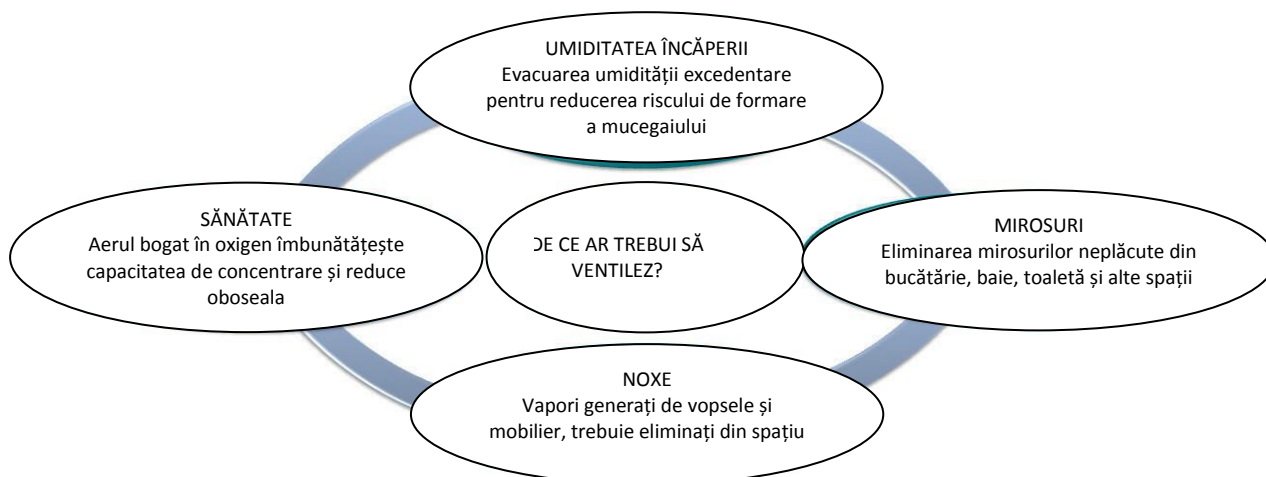 UMIDITATEA ÎNCĂPERII
Evacuarea umidității excedentare
pentru reducerea riscului de formare
a mucegaiului
SĂNĂTATE
Aerul bogat în oxigen îmbunătățește
capacitatea de concentrare și reduce
oboseala
DE CE AR TREBUI SĂ
VENTILEZ?
MIROSURI
Eliminarea mirosurilor neplăcute din
bucătărie, baie, toaletă și alte spații
NOXE
Vapori generați de vopsele și
mobilier, trebuie eliminați din spațiu